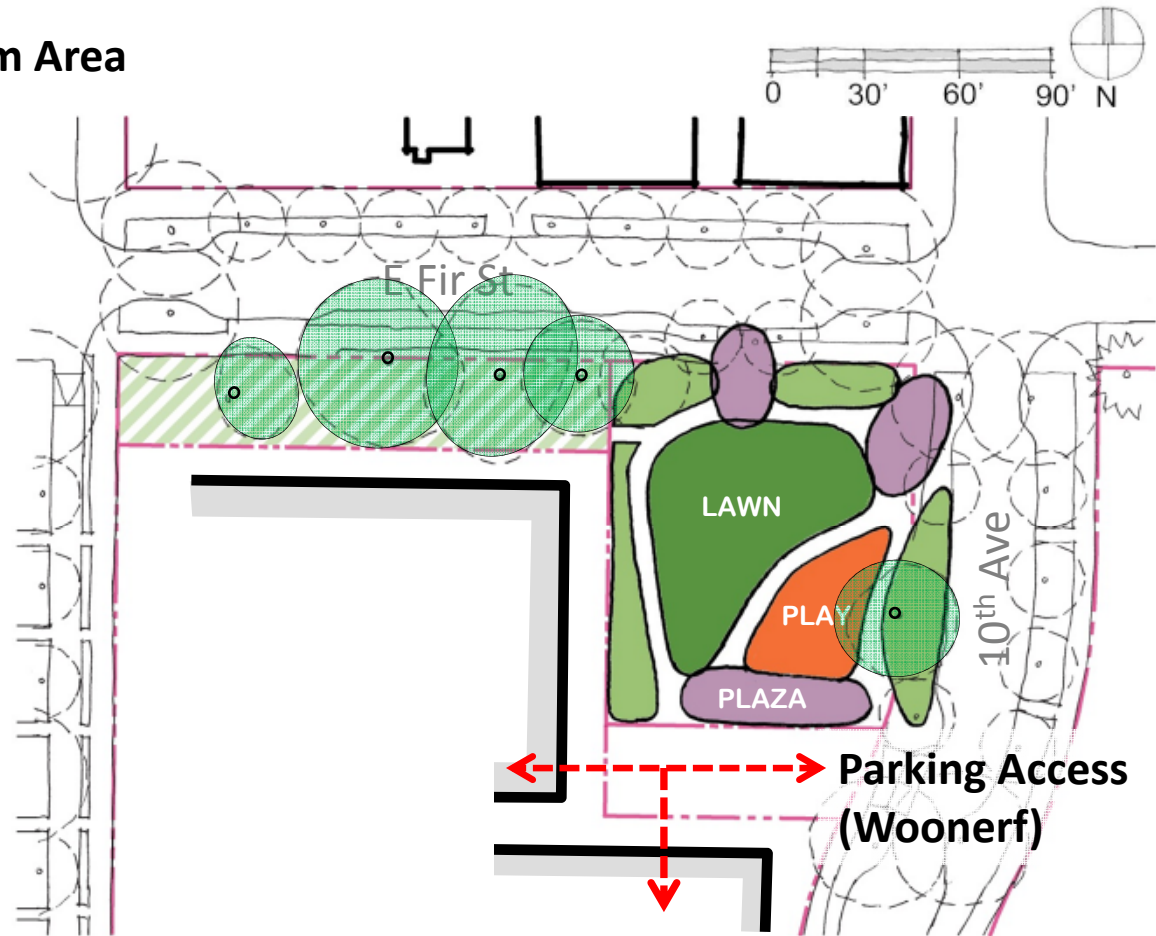 m Area
0 30' 60' 90' N
E Fir St
LAWN
PLAY
10th Ave
PLAZA
Parking Access
(Woonerf)